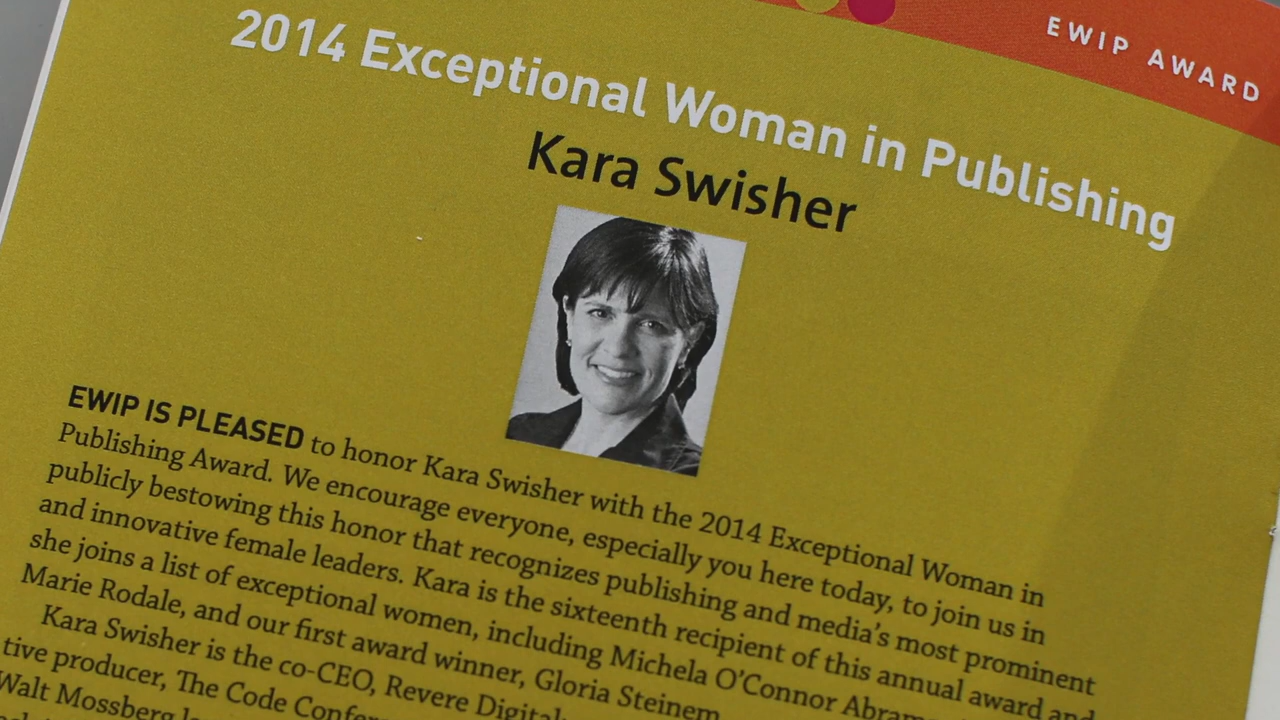 EWIP AWARD
2014 Exceptional Woman in Publishing
Kara Swisher
EWIP IS PLEASED to honor Kara Swisher with the 2014 Exceptional Woman in
Publishing Award. We encourage everyone, especially you here today, to join us in
publicly bestowing this honor that recognizes publishing and media's most prominent
and innovative female leaders. Kara is the sixteenth recipient of this annual award and
she joins a list of exceptional women, including Michela O'Connor
Marie Rodale, and our first award winner, Gloria Steinem.
Kara Swisher is the co-CEO, Revere Digital
tive producer, The Code
Walt Mossberg